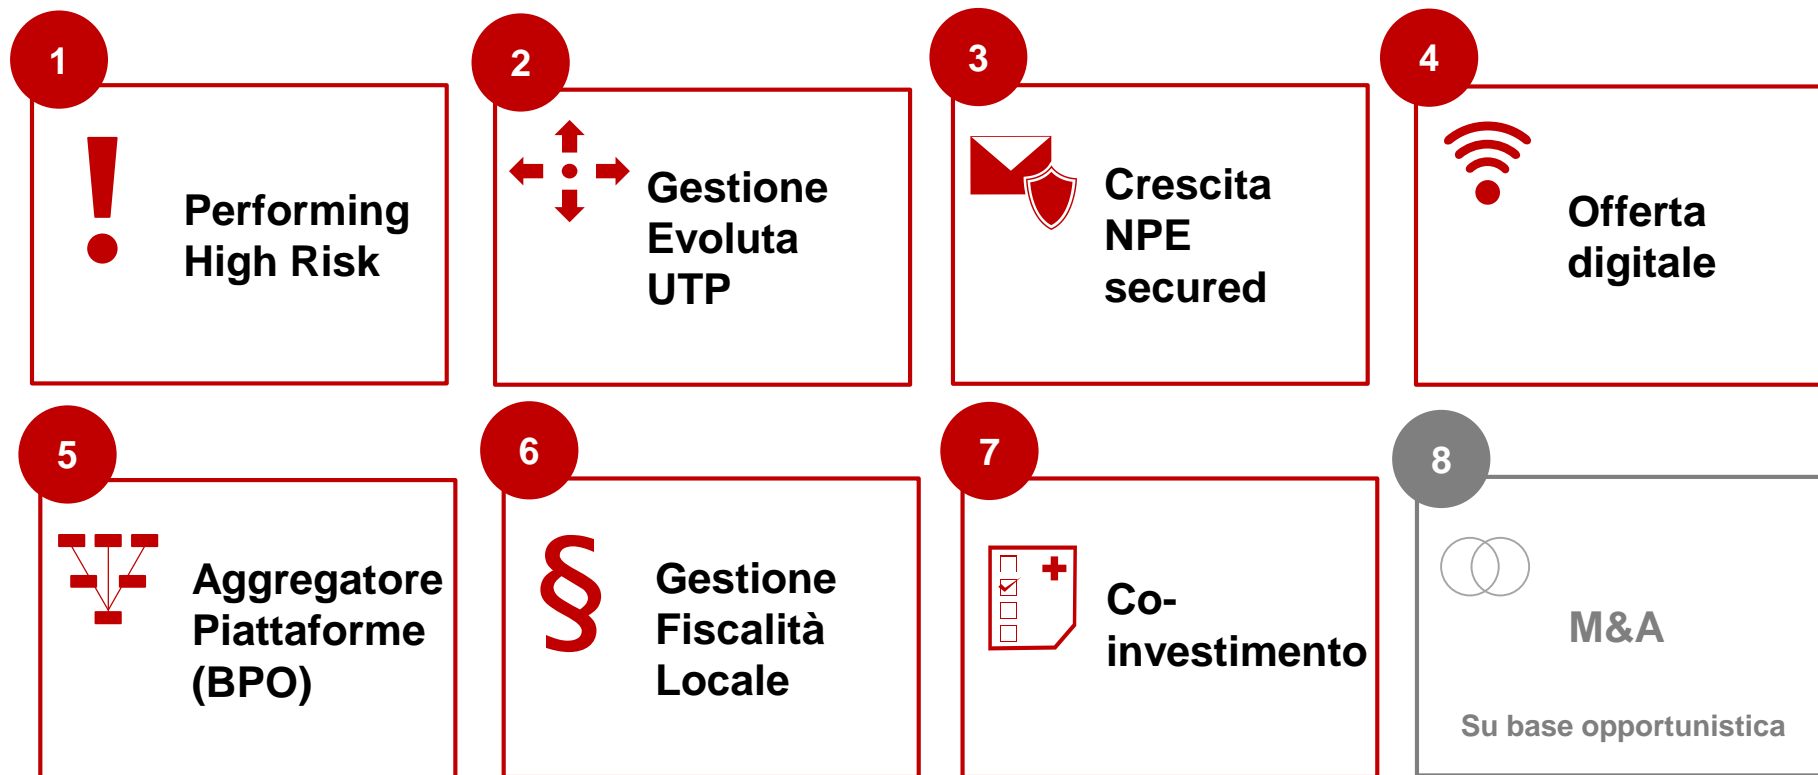 1
Performing
High Risk
2
Gestione
Evoluta
UTP
3
Crescita
NPE
secured
4
Offerta
digitale
5
Aggregatore
Piattaforme
(BPO)
6
§
Gestione
Fiscalità
Locale
7
Co-
investimento
8
M&A
Su base opportunistica